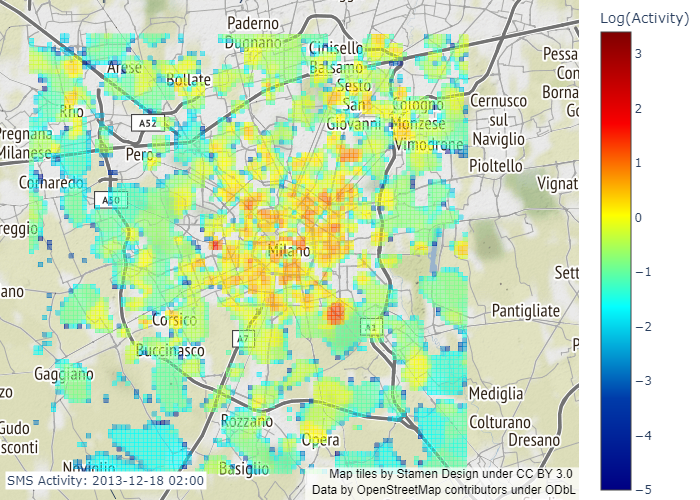 Log(Activity)
Paderno
Dugnano
Cinisello
Balsamo
Pessa
Con
Borna
Go
Arese
Bollate
Sesto
San
Giovanni
Cologno
Monzese
Cernusco
sul
Naviglio
Rho
A52
Vimodrone
Pregnana
Milanese
Pero
Pioltello
Cornaredo
Vignat
A50
reggio
Milano
Sett
ano
Pantigliate
Corsico
A7
A1
P
Buccinasco
Gaggiano
Mediglia
zo
Rozzano
Colturano
Gudo
sconti
Opera
Dresano
Noviglio
Basiglio
SMS Activity: 2013-12-18 02:00
Map tiles by Stamen Design under CC BY 3.0
Data by OpenStreetMap contributors under ODbL
3
2
1
0
−1
−2
−3
−4
−5